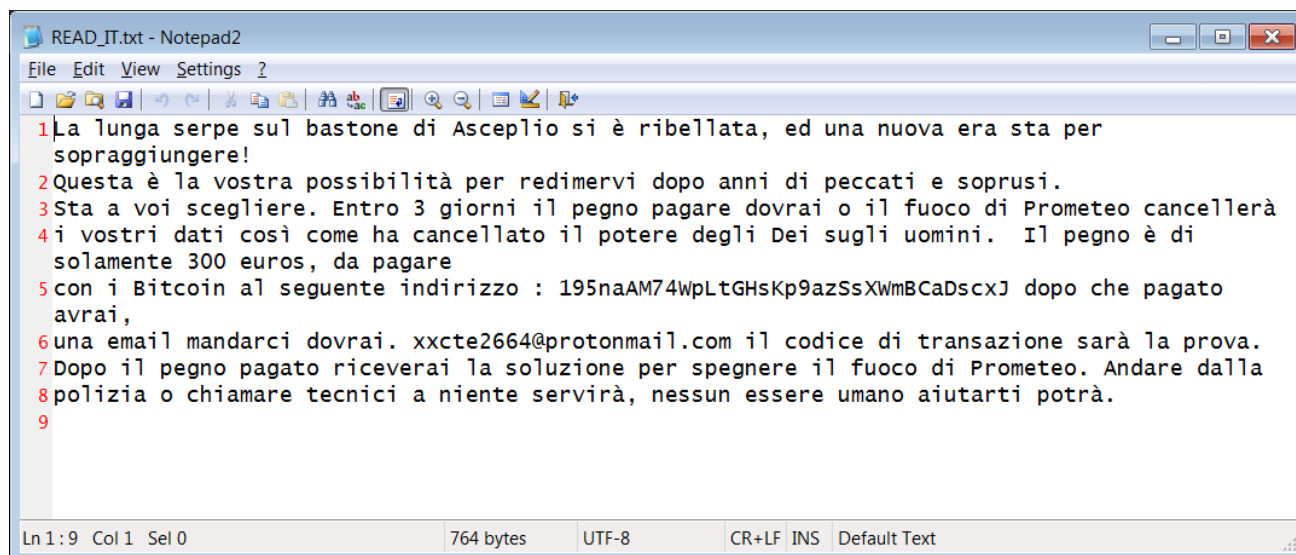 READ_IT.txt - Notepad2
File Edit View Settings ?
1 La lunga serpe sul bastone di Asceplio si è ribellata, ed una nuova era sta per
sopraggiungere!
2 Questa è la vostra possibilità per redimervi dopo anni di peccati e soprusi.
3 Sta a voi scegliere. Entro 3 giorni il pegno pagare dovrai o il fuoco di Prometeo cancellerà
4 i vostri dati così come ha cancellato il potere degli Dei sugli uomini.  Il pegno è di
solamente 300 euros, da pagare
5 con i Bitcoin al seguente indirizzo : 195naAM74WpLtGHsKp9azSsXWmBCaDscxJ dopo che pagato
avrai,
6 una email mandarci dovrai. xxcte2664@protonmail.com il codice di transazione sarà la prova.
7 Dopo il pegno pagato riceverai la soluzione per spegnere il fuoco di Prometeo. Andare dalla
8 polizia o chiamare tecnici a niente servirà, nessun essere umano aiutarti potrà.
9
Ln 1 : 9 Col 1 Sel 0 764 bytes UTF-8 CR+LF INS Default Text